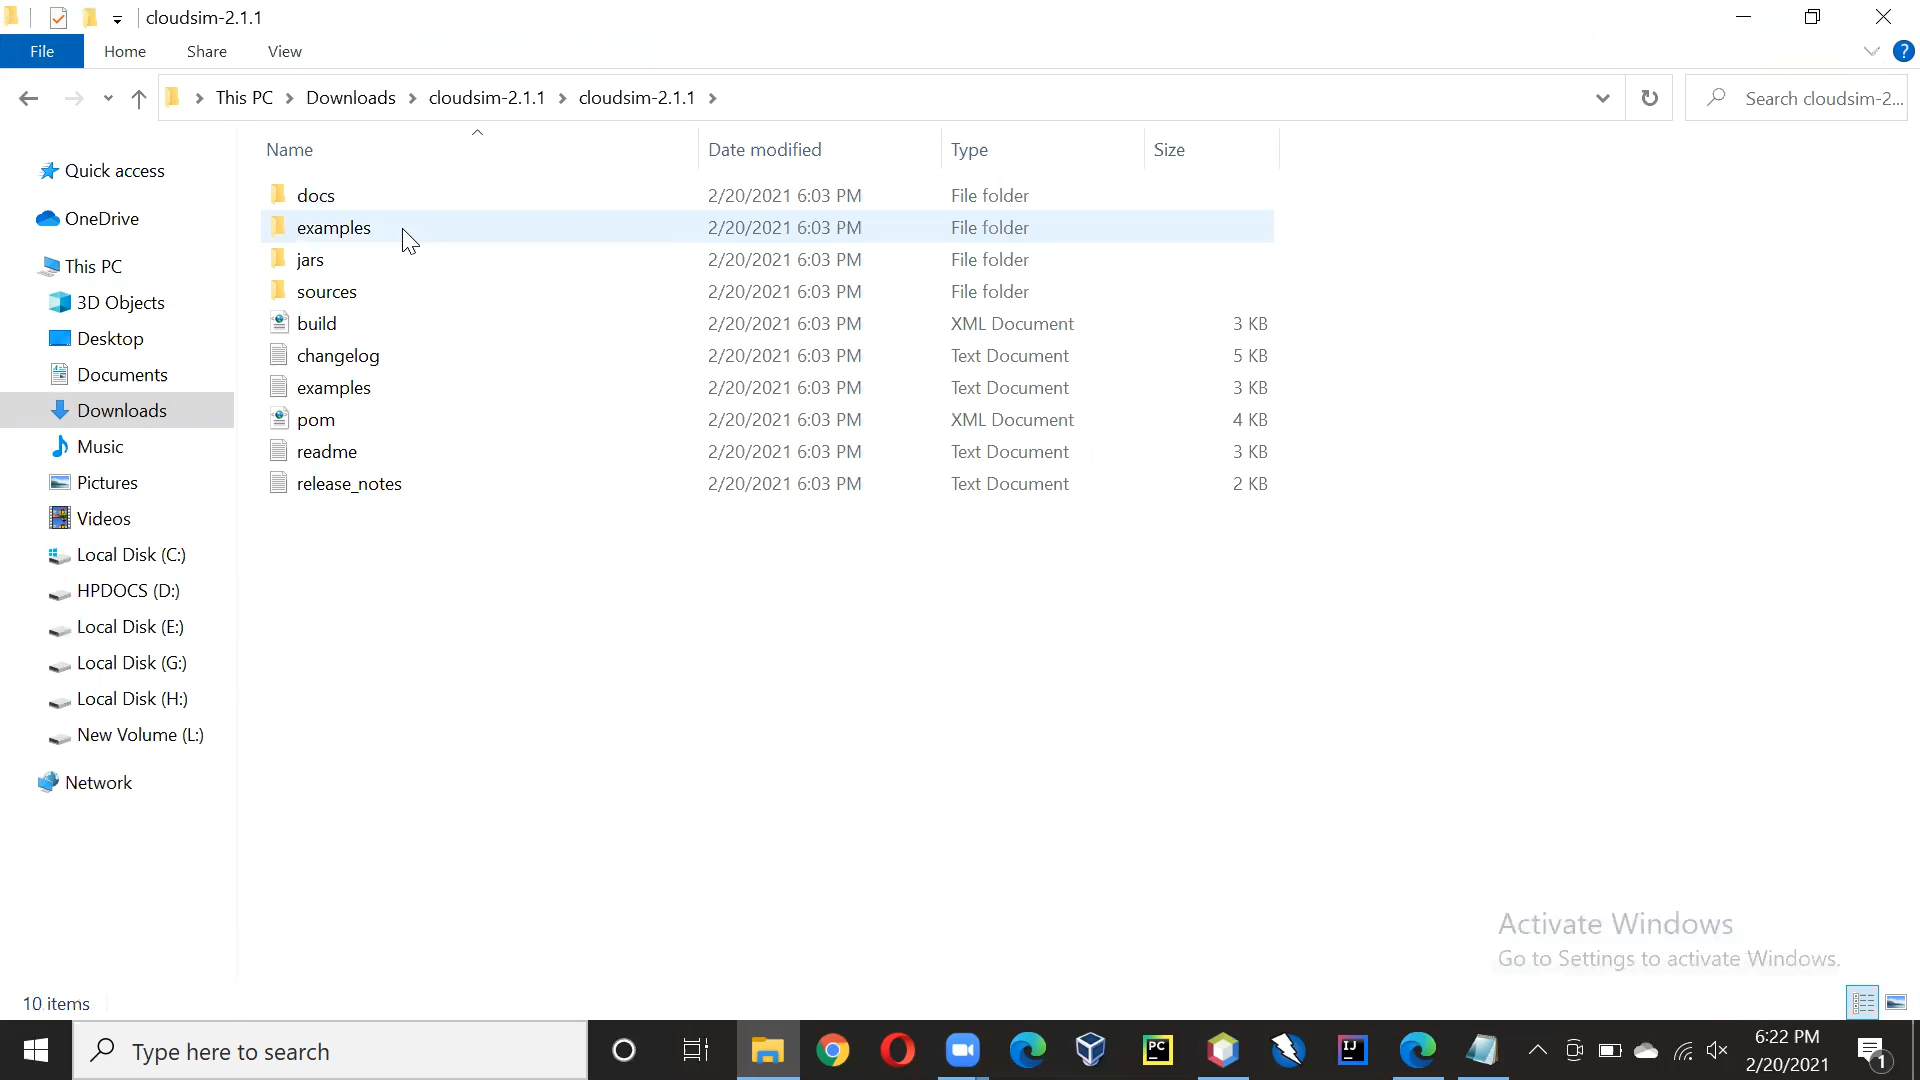 cloudsim-2.1.1
File Home Share View
This PC Downloads cloudsim-2.1.1 cloudsim-2.1.1
Search cloudsim-2...
Name Date modified Type Size
Quick access
OneDrive
This PC
3D Objects
Desktop
Documents
Downloads
Music
Pictures
Videos
Local Disk (C:)
HPDOCS (D:)
Local Disk (E:)
Local Disk (G:)
Local Disk (H:)
New Volume (L:)
Network
docs 2/20/2021 6:03 PM File folder
examples 2/20/2021 6:03 PM File folder
jars 2/20/2021 6:03 PM File folder
sources 2/20/2021 6:03 PM File folder
build 2/20/2021 6:03 PM XML Document 3 KB
changelog 2/20/2021 6:03 PM Text Document 5 KB
examples 2/20/2021 6:03 PM Text Document 3 KB
pom 2/20/2021 6:03 PM XML Document 4 KB
readme 2/20/2021 6:03 PM Text Document 3 KB
release_notes 2/20/2021 6:03 PM Text Document 2 KB
Activate Windows
Go to Settings to activate Windows.
10 items
Type here to search
PC
IJ
6:22 PM
2/20/2021
1